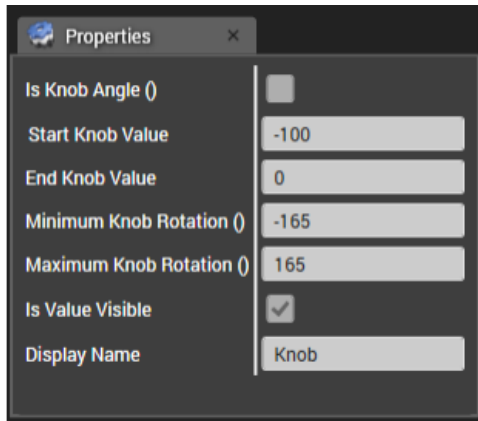 Properties ×
Is Knob Angle ()
Start Knob Value -100
End Knob Value 0
Minimum Knob Rotation () -165
Maximum Knob Rotation () 165
Is Value Visible
Display Name Knob